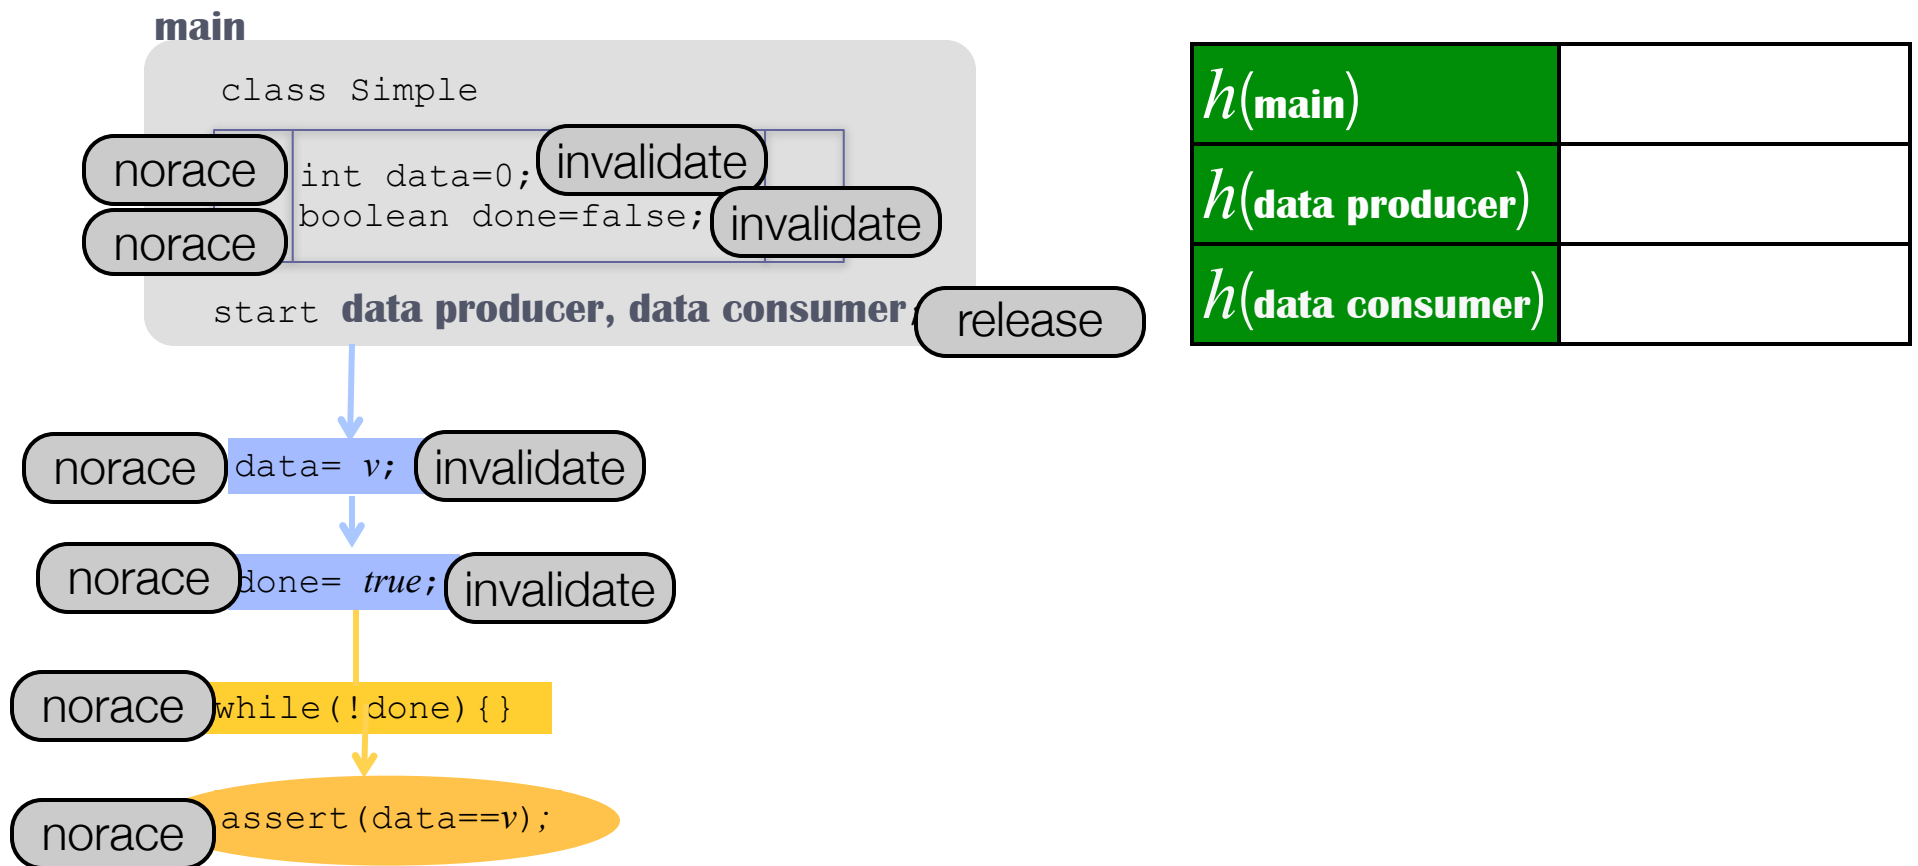 main
class Simple
norace int data=0; invalidate
norace boolean done=false; invalidate
start data producer, data consumer; release
norace data= v; invalidate
norace done= true; invalidate
norace while(!done){}
norace assert(data==v);
h(main)
h(data producer)
h(data consumer)